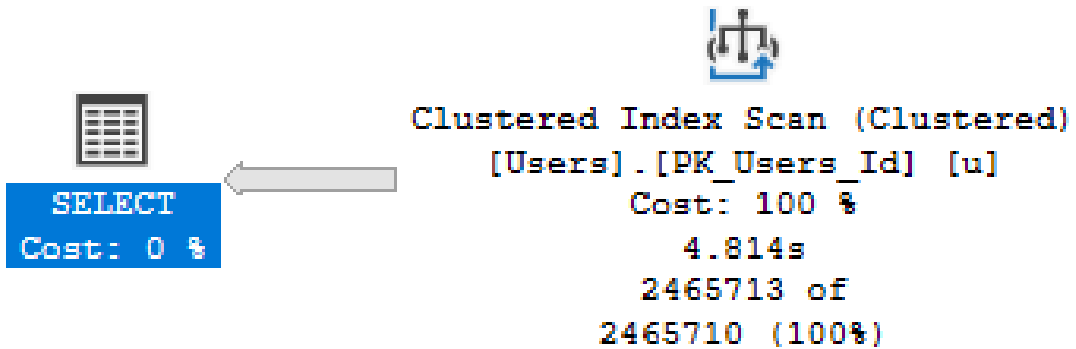 SELECT
Cost: 0 %
Clustered Index Scan (Clustered)
[Users].[PK_Users_Id] [u]
Cost: 100 %
4.814s
2465713 of
2465710 (100%)